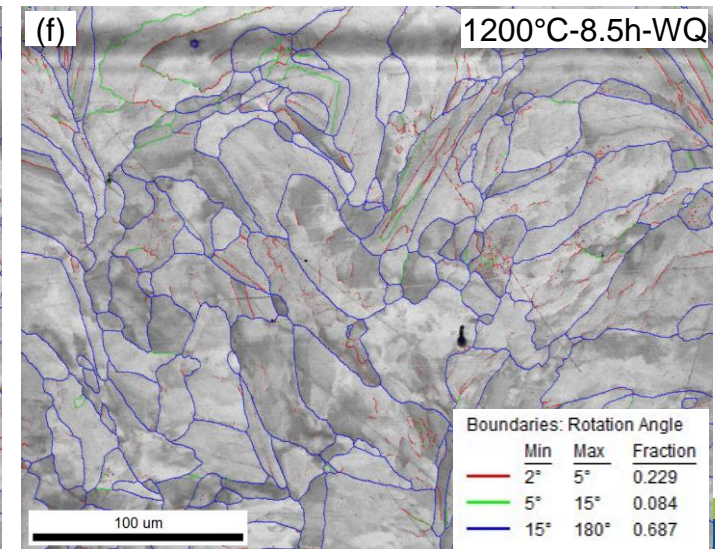 (f) 1200°C-8.5h-WQ
Boundaries: Rotation Angle
Min Max Fraction
2° 5° 0.229
5° 15° 0.084
15° 180° 0.687
100 um